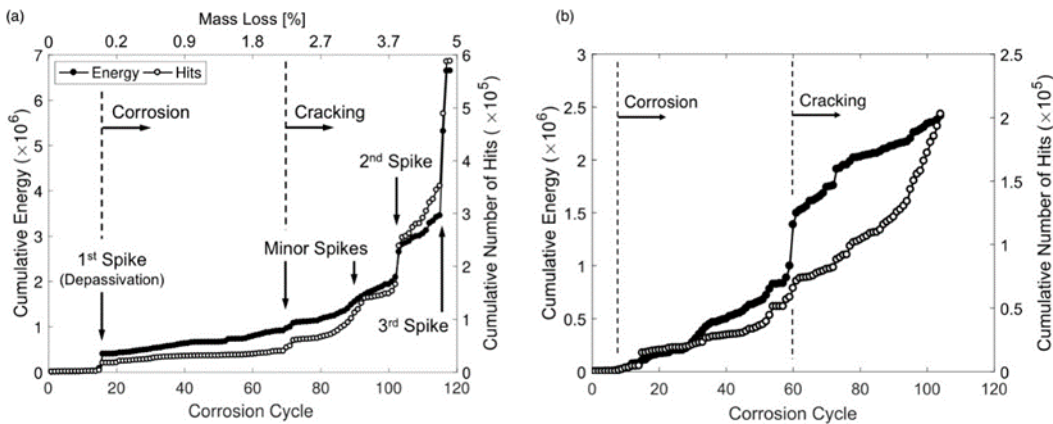 (a)
Mass Loss [%]
0 0.2 0.9 1.8 2.7 3.7 5
Energy Hits
Corrosion
Cracking
2nd Spike
Minor Spikes
1st Spike
(Depassivation)
3rd Spike
Cumulative Energy (×10⁶)
7
6
5
4
3
2
1
0
Cumulative Number of Hits (×10⁵)
6
5
4
3
2
1
0
0 20 40 60 80 100 120
Corrosion Cycle
(b)
Corrosion
Cracking
Cumulative Energy (×10⁶)
3
2.5
2
1.5
1
0.5
0
Cumulative Number of Hits (×10⁵)
2.5
2
1.5
1
0.5
0
0 20 40 60 80 100 120
Corrosion Cycle